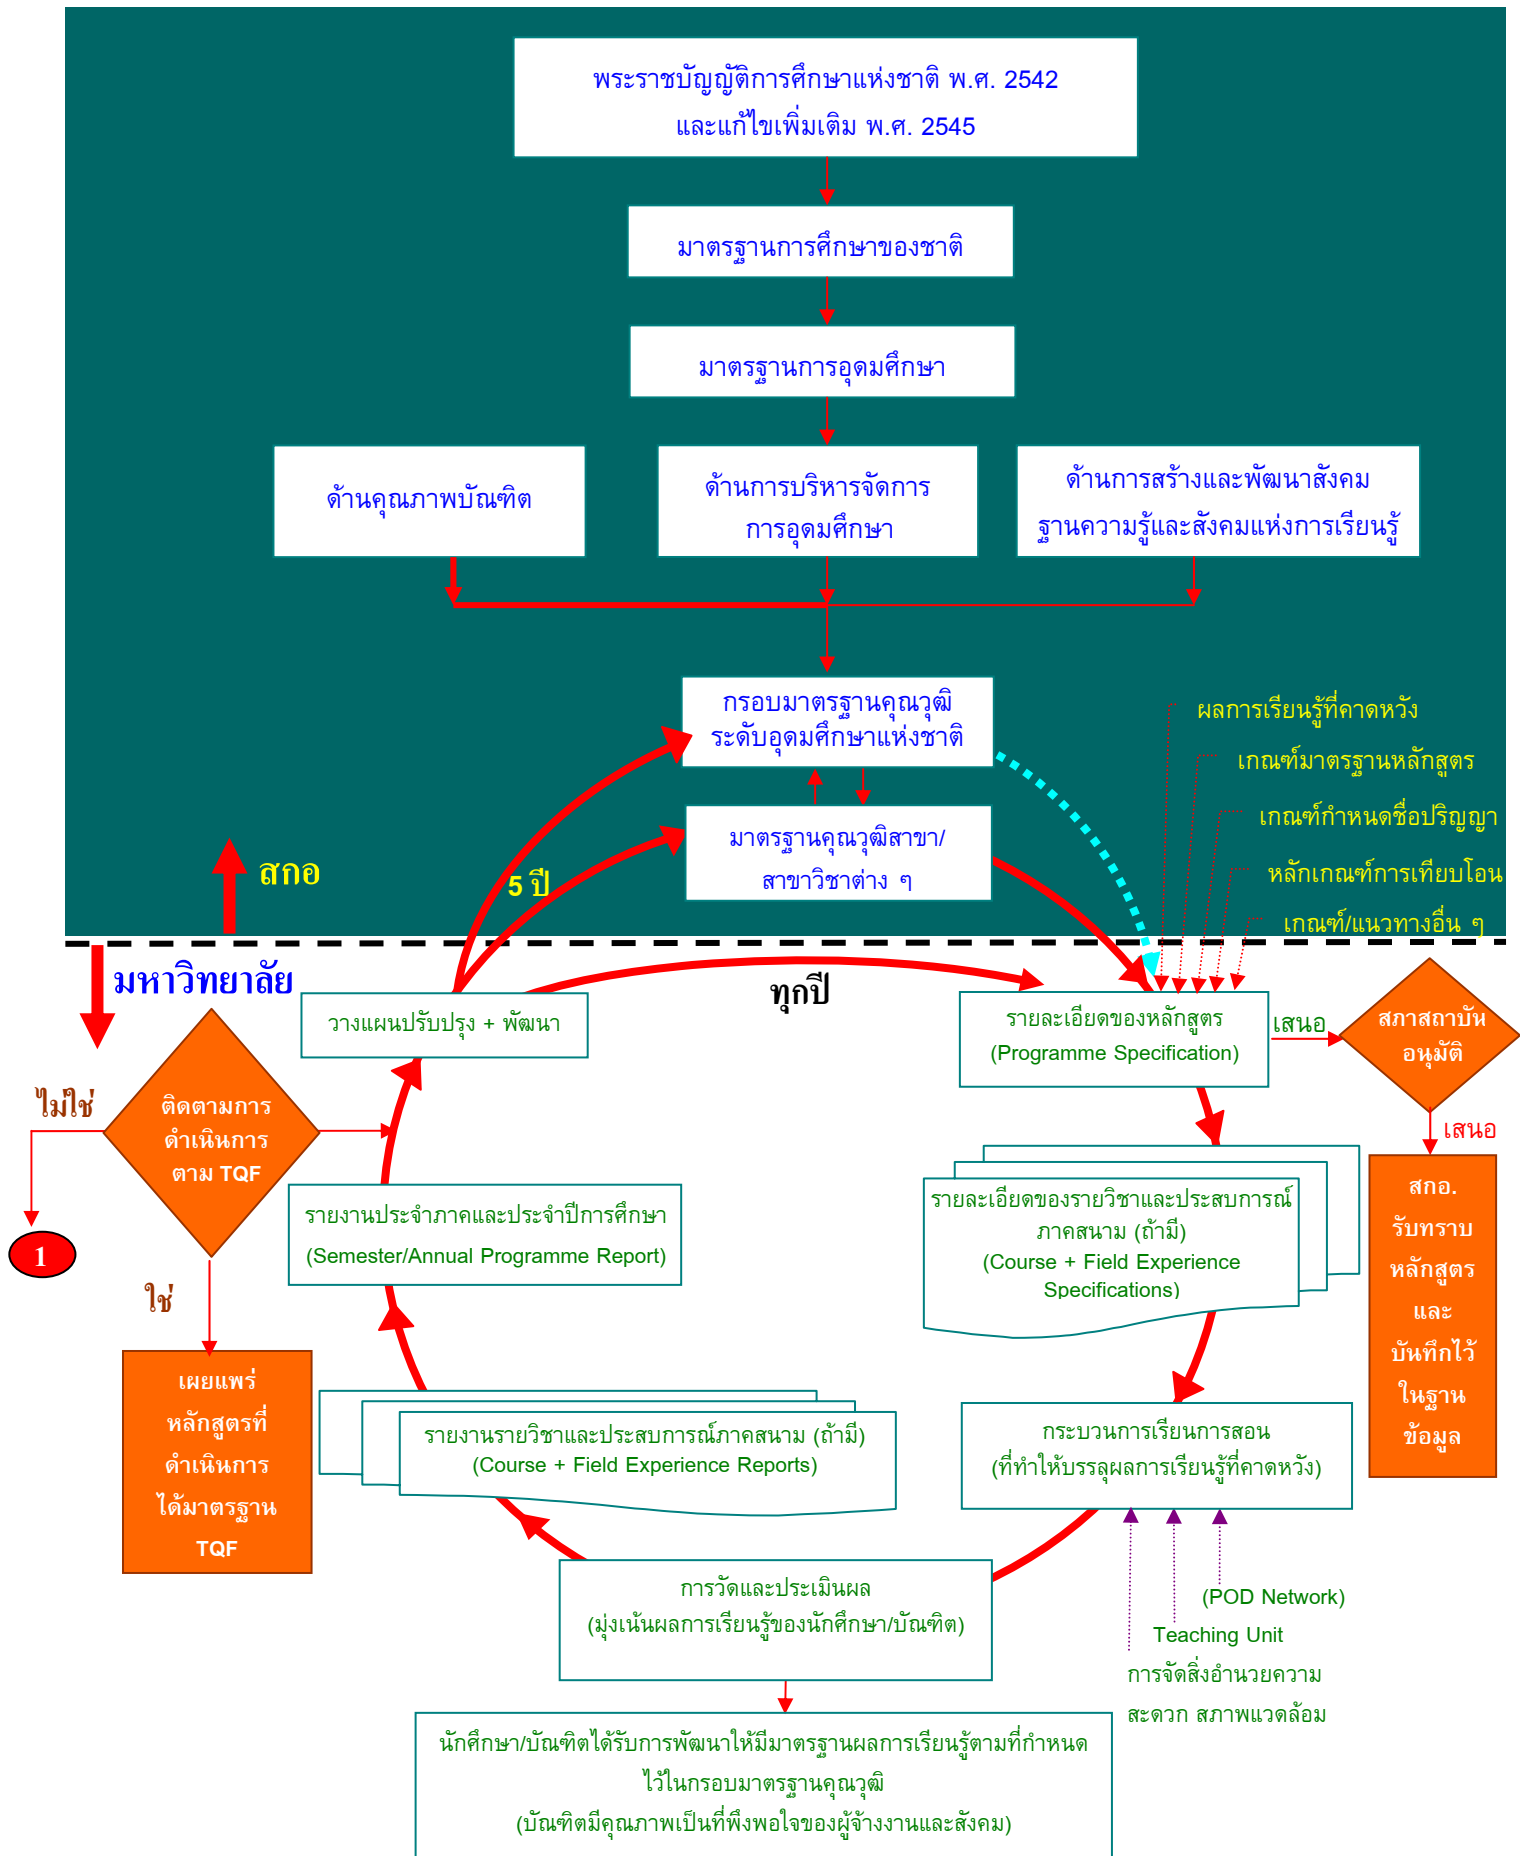 พระราชบัญญัติการศึกษาแห่งชาติ พ.ศ. 2542
และแก้ไขเพิ่มเติม พ.ศ. 2545
มาตรฐานการศึกษาของชาติ
มาตรฐานการอุดมศึกษา
ด้านคุณภาพบัณฑิต
ด้านการบริหารจัดการ
การอุดมศึกษา
ด้านการสร้างและพัฒนาสังคม
ฐานความรู้และสังคมแห่งการเรียนรู้
กรอบมาตรฐานคุณวุฒิ
ระดับอุดมศึกษาแห่งชาติ
ผลการเรียนรู้ที่คาดหวัง
เกณฑ์มาตรฐานหลักสูตร
เกณฑ์กำหนดชื่อปริญญา
หลักเกณฑ์การเทียบโอน
เกณฑ์/แนวทางอื่น ๆ
มาตรฐานคุณวุฒิสาขา/
สาขาวิชาต่าง ๆ
สกอ
5 ปี
มหาวิทยาลัย
ทุกปี
วางแผนปรับปรุง + พัฒนา
รายละเอียดของหลักสูตร
(Programme Specification)
เสนอ
สภาสถาบัน
อนุมัติ
เสนอ
สกอ.
รับทราบ
หลักสูตร
และ
บันทึกไว้
ในฐาน
ข้อมูล
ไม่ใช่
ติดตามการ
ดำเนินการ
ตาม TQF
1
ใช่
เผยแพร่
หลักสูตรที่
ดำเนินการ
ได้มาตรฐาน
TQF
รายงานประจำภาคและประจำปีการศึกษา
(Semester/Annual Programme Report)
รายละเอียดของรายวิชาและประสบการณ์
ภาคสนาม (ถ้ามี)
(Course + Field Experience
Specifications)
รายงานรายวิชาและประสบการณ์ภาคสนาม (ถ้ามี)
(Course + Field Experience Reports)
กระบวนการเรียนการสอน
(ที่ทำให้บรรลุผลการเรียนรู้ที่คาดหวัง)
(POD Network)
Teaching Unit
การจัดสิ่งอำนวยความ
สะดวก สภาพแวดล้อม
การวัดและประเมินผล
(มุ่งเน้นผลการเรียนรู้ของนักศึกษา/บัณฑิต)
นักศึกษา/บัณฑิตได้รับการพัฒนาให้มีมาตรฐานผลการเรียนรู้ตามที่กำหนด
ไว้ในกรอบมาตรฐานคุณวุฒิ
(บัณฑิตมีคุณภาพเป็นที่พึงพอใจของผู้จ้างงานและสังคม)